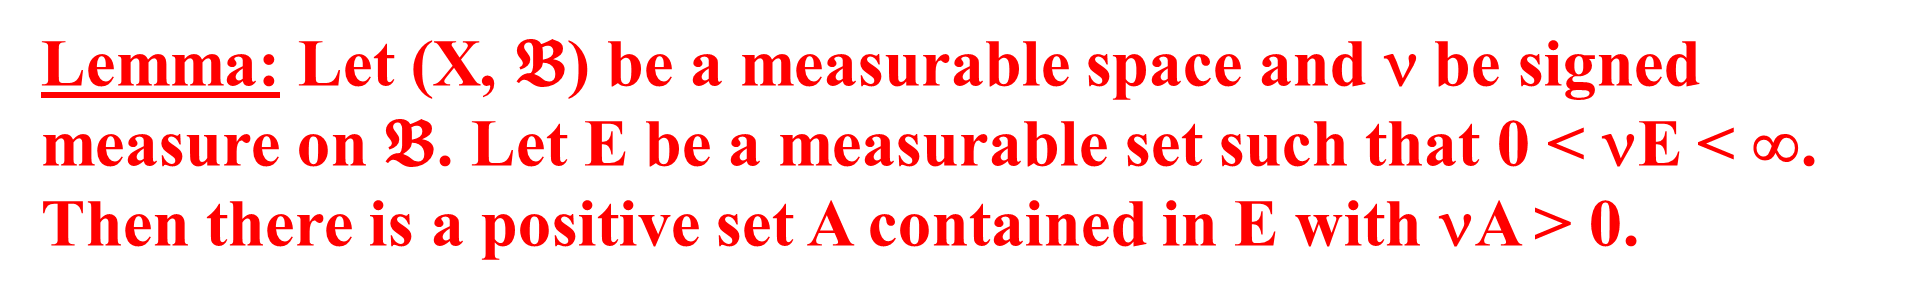 Lemma: Let (X, 𝔅) be a measurable space and ν be signed
measure on 𝔅. Let E be a measurable set such that 0 < νE < ∞.
Then there is a positive set A contained in E with νA > 0.